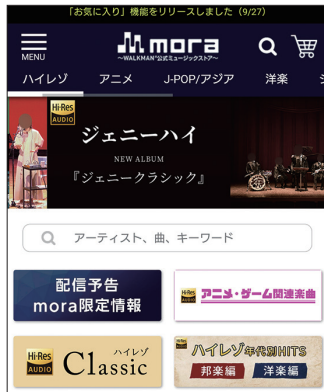 「お気に入り」機能をリリースしました（9/27）
MENU
mora
～WALKMAN®公式ミュージックストア～
ハイレゾ アニメ J-POP/アジア 洋楽
Hi-Res AUDIO
ジェニーハイ
NEW ALBUM
『ジェニークラシック』
アーティスト、曲、キーワード
配信予告
mora限定情報
Hi-Res AUDIO アニメ・ゲーム関連楽曲
Hi-Res AUDIO ハイレゾ Classic
Hi-Res AUDIO ハイレゾ年代別HITS
邦楽編 洋楽編